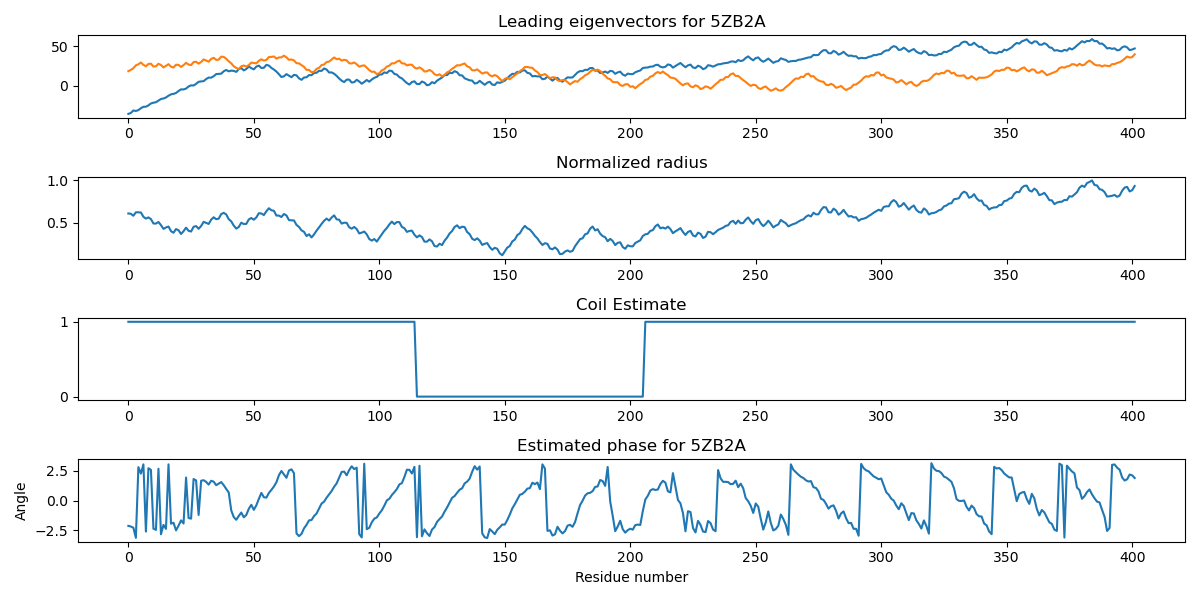 Leading eigenvectors for 5ZB2A
50
0
0 50 100 150 200 250 300 350 400
Normalized radius
1.0
0.5
0 50 100 150 200 250 300 350 400
Coil Estimate
1
0
0 50 100 150 200 250 300 350 400
Estimated phase for 5ZB2A
Angle
2.5
0.0
−2.5
0 50 100 150 200 250 300 350 400
Residue number